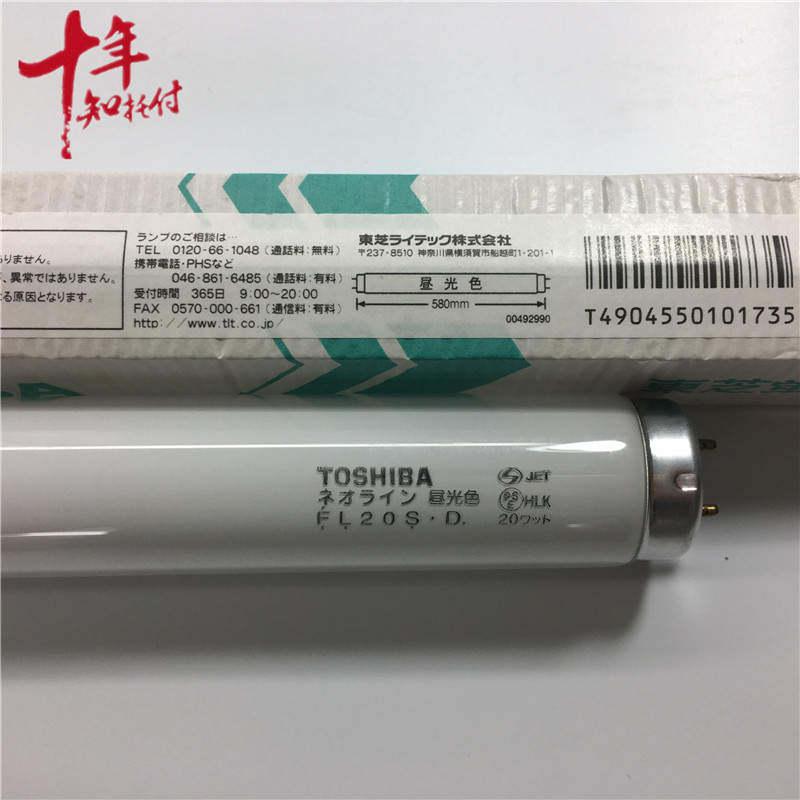 十年
知托付
ありません。
、異常ではありません。
る原因となります。
ランプのご相談は…
TEL 0120-66-1048 (通話料:無料)
携帯電話・PHSなど
046-861-6485 (通話料:有料)
受付時間 365日 9:00~20:00
FAX 0570-000-661 (通信料:有料)
http://www.tlt.co.jp/
東芝ライテック株式会社
〒237-8510 神奈川県横須賀市船越町1-201-1
昼光色
580mm
00492990
T4904550101735
東芝
TOSHIBA
ネオライン 昼光色
FL20S・D.
JET
PSE HLK
20ワット